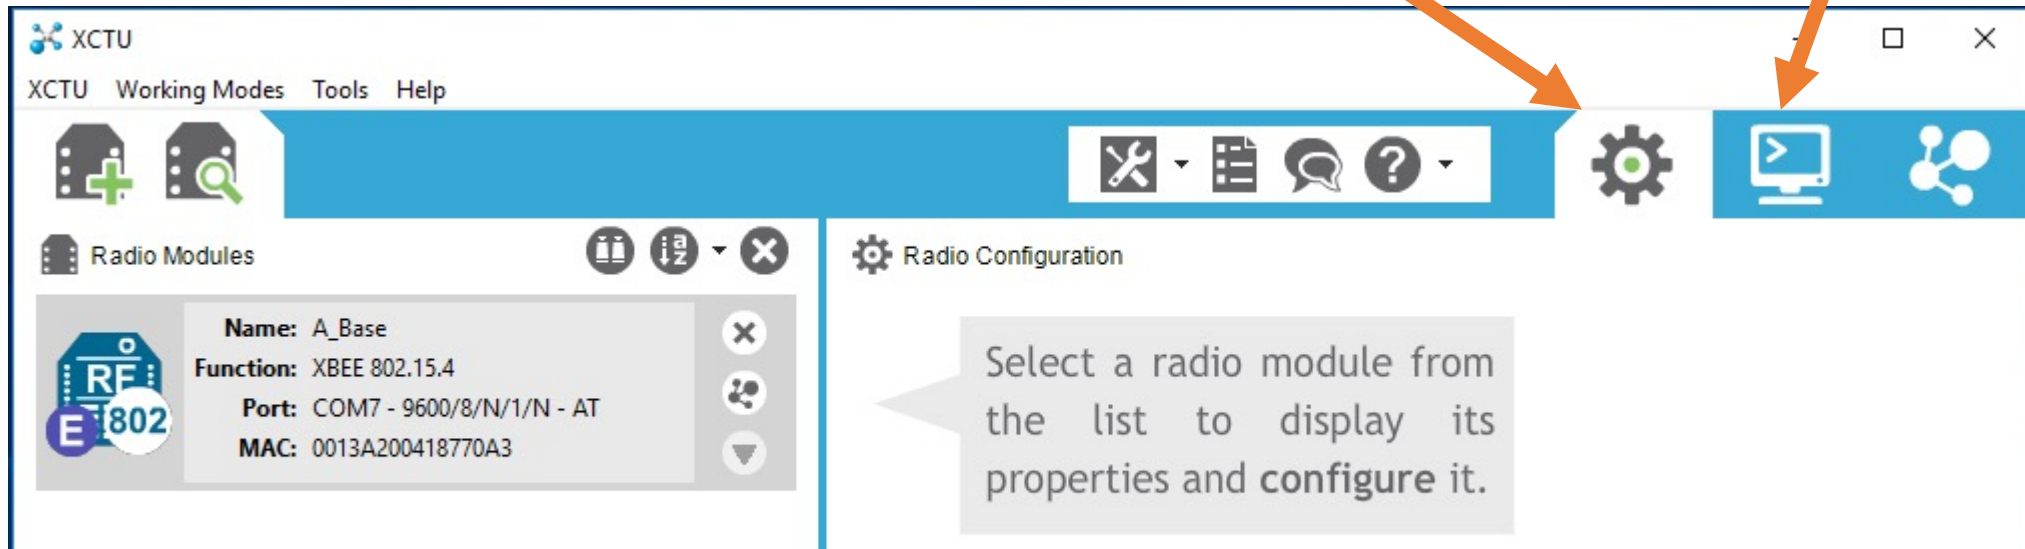 XCTU
XCTU Working Modes Tools Help
Radio Modules
Radio Configuration
Name: A_Base
Function: XBEE 802.15.4
Port: COM7 - 9600/8/N/1/N - AT
MAC: 0013A200418770A3
RF
E 802
Select a radio module from
the list to display its
properties and configure it.